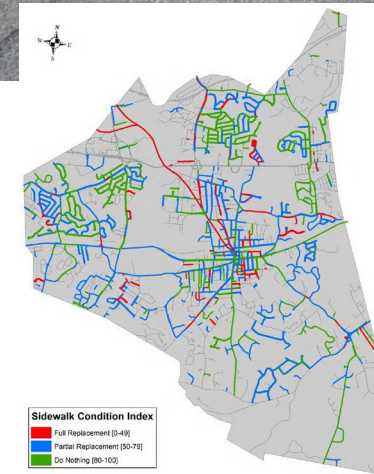 N
W E
S
Sidewalk Condition Index
Full Replacement [0-49]
Partial Replacement [50-79]
Do Nothing [80-100]